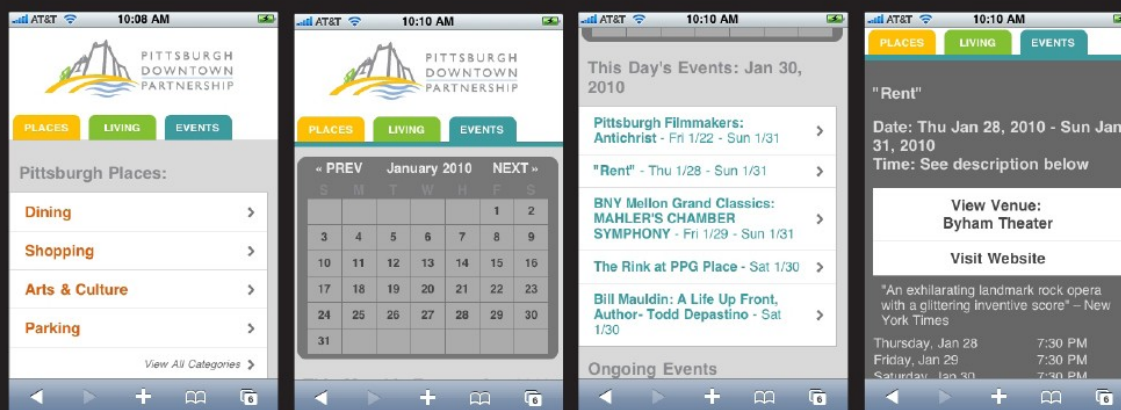 AT&T 10:08 AM
PITTSBURGH
DOWNTOWN
PARTNERSHIP
PLACES LIVING EVENTS
Pittsburgh Places:
Dining
Shopping
Arts & Culture
Parking
View All Categories
6
AT&T 10:10 AM
PITTSBURGH
DOWNTOWN
PARTNERSHIP
PLACES LIVING EVENTS
« PREV January 2010 NEXT »
S M T W H F S
1 2
3 4 5 6 7 8 9
10 11 12 13 14 15 16
17 18 19 20 21 22 23
24 25 26 27 28 29 30
31
6
AT&T 10:10 AM
This Day's Events: Jan 30,
2010
Pittsburgh Filmmakers:
Antichrist - Fri 1/22 - Sun 1/31
"Rent" - Thu 1/28 - Sun 1/31
BNY Mellon Grand Classics:
MAHLER'S CHAMBER
SYMPHONY - Fri 1/29 - Sun 1/31
The Rink at PPG Place - Sat 1/30
Bill Mauldin: A Life Up Front,
Author- Todd Depastino - Sat
1/30
Ongoing Events
6
AT&T 10:10 AM
PLACES LIVING EVENTS
"Rent"
Date: Thu Jan 28, 2010 - Sun Jan
31, 2010
Time: See description below
View Venue:
Byham Theater
Visit Website
"An exhilarating landmark rock opera
with a glittering inventive score" – New
York Times
Thursday, Jan 28 7:30 PM
Friday, Jan 29 7:30 PM
Saturday, Jan 30 7:30 PM
6